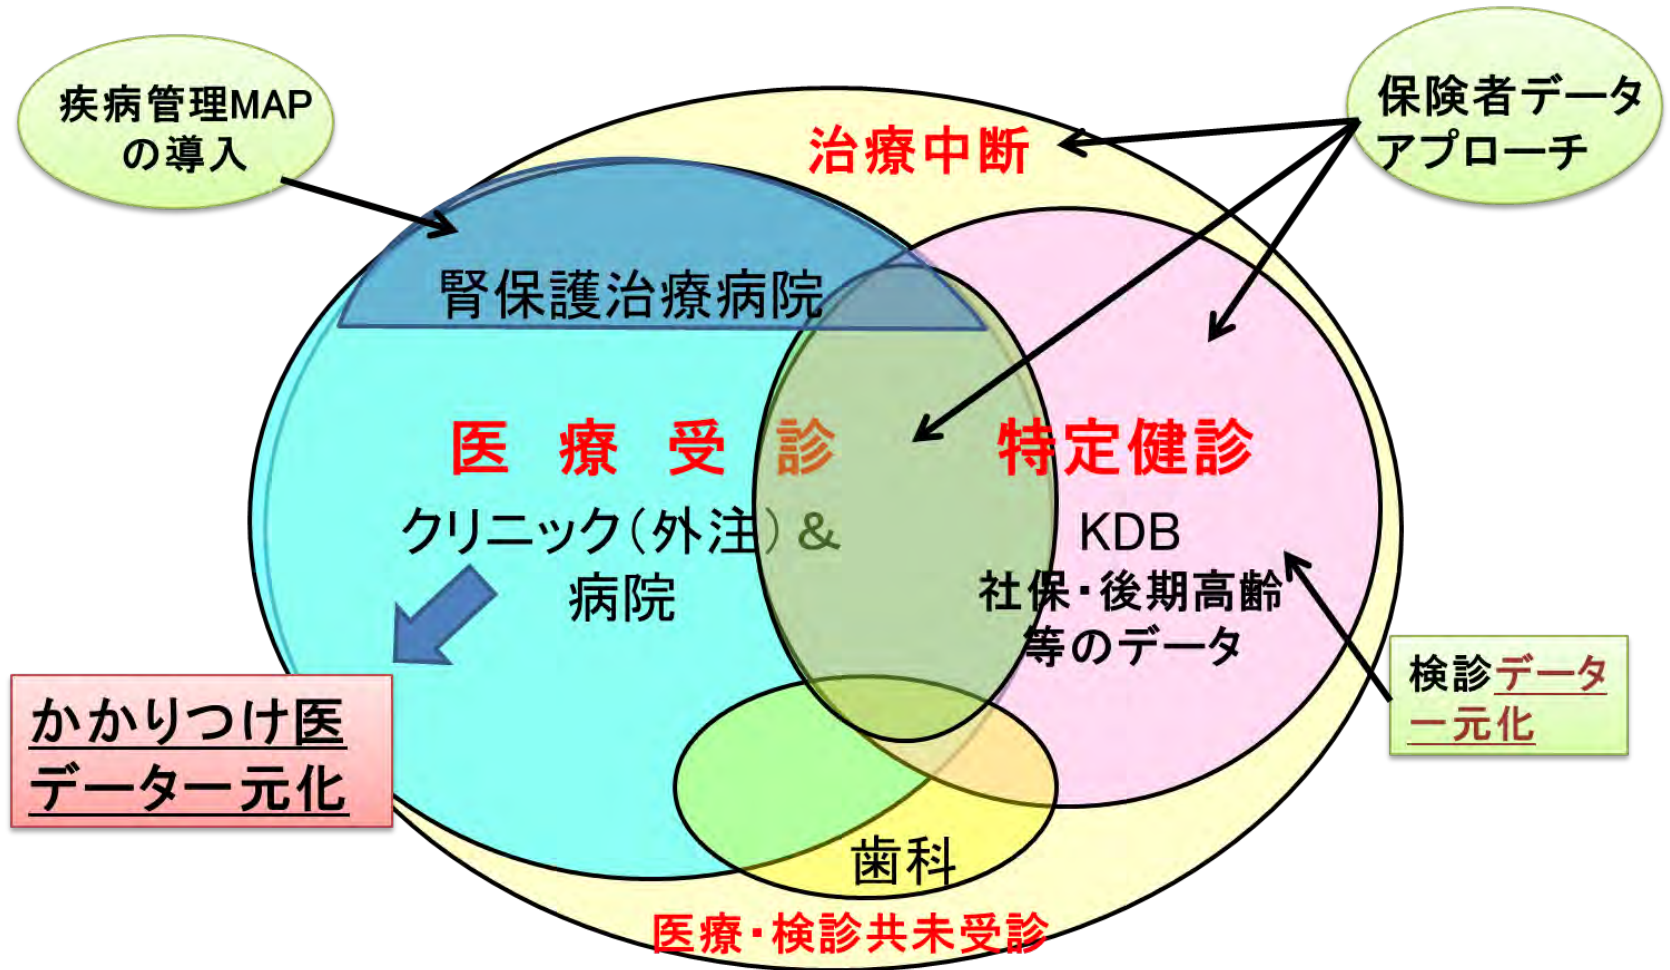 疾病管理MAP
の導入
保険者データ
アプローチ
治療中断
腎保護治療病院
医 療 受 診
クリニック(外注)&
病院
特定健診
KDB
社保・後期高齢
等のデータ
かかりつけ医
データ一元化
検診データ
一元化
歯科
医療・検診共未受診